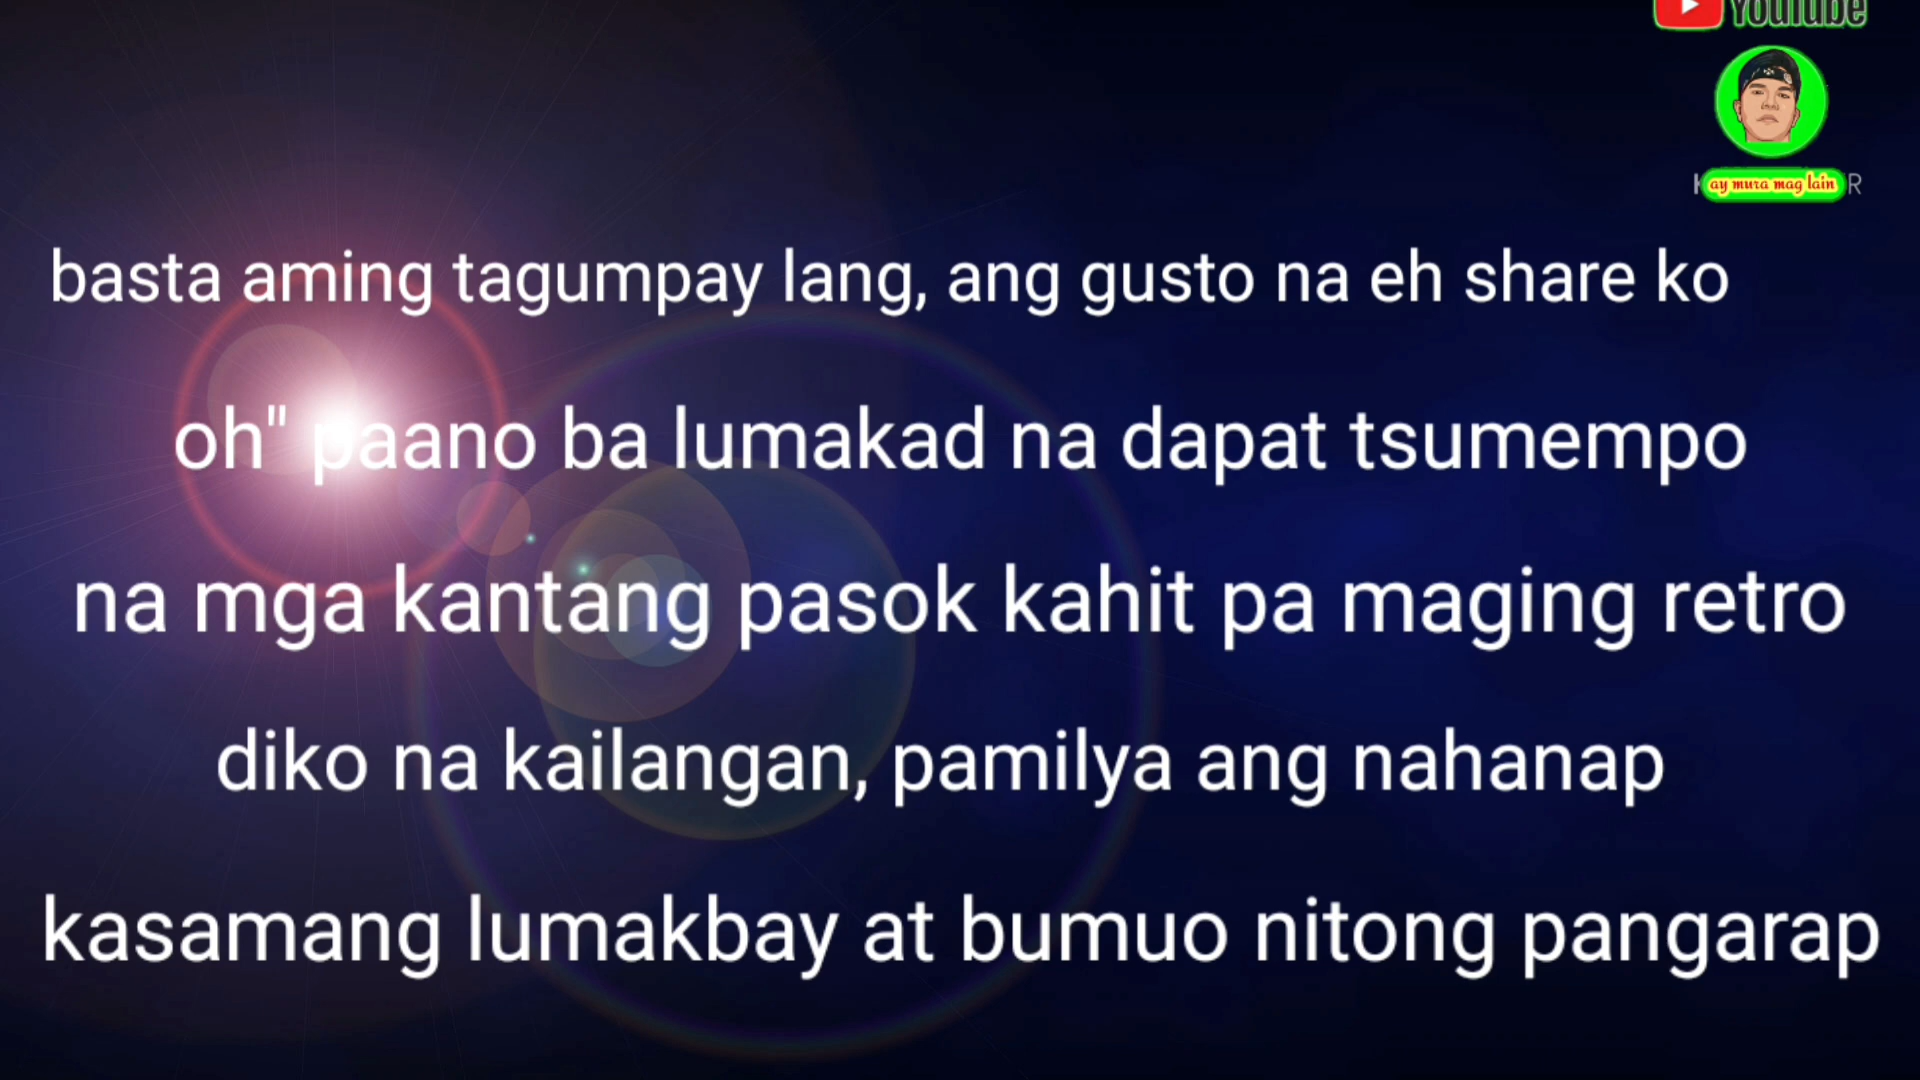 YouTube
ay mura mag lain
basta aming tagumpay lang, ang gusto na eh share ko
oh" paano ba lumakad na dapat tsumempo
na mga kantang pasok kahit pa maging retro
diko na kailangan, pamilya ang nahanap
kasamang lumakbay at bumuo nitong pangarap